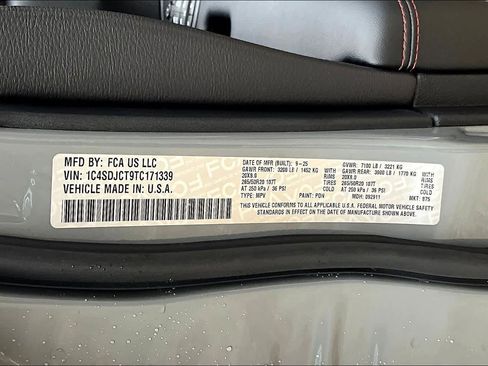 MFD BY: FCA US LLC
VIN: 1C4SDJCT9TC171339
VEHICLE MADE IN U.S.A.
DATE OF MFR (BUILT): 9-25 GVWR: 7100 LB / 3221 KG
GAWR FRONT: 3200 LB / 1452 KG WITH GAWR REAR: 3900 LB / 1770 KG WITH
20X8.0 RIMS 20X8.0 RIMS
265/50R20 107T TIRES 265/50R20 107T TIRES
AT 250 kPa / 36 PSI COLD AT 250 kPa / 36 PSI COLD
TYPE: MPV PAINT: PDN MDH: 092911 MKT: 875
THIS VEHICLE CONFORMS TO ALL APPLICABLE U.S.A. FEDERAL MOTOR VEHICLE SAFETY
STANDARDS IN EFFECT ON THE DATE OF MANUFACTURE SHOWN ABOVE.